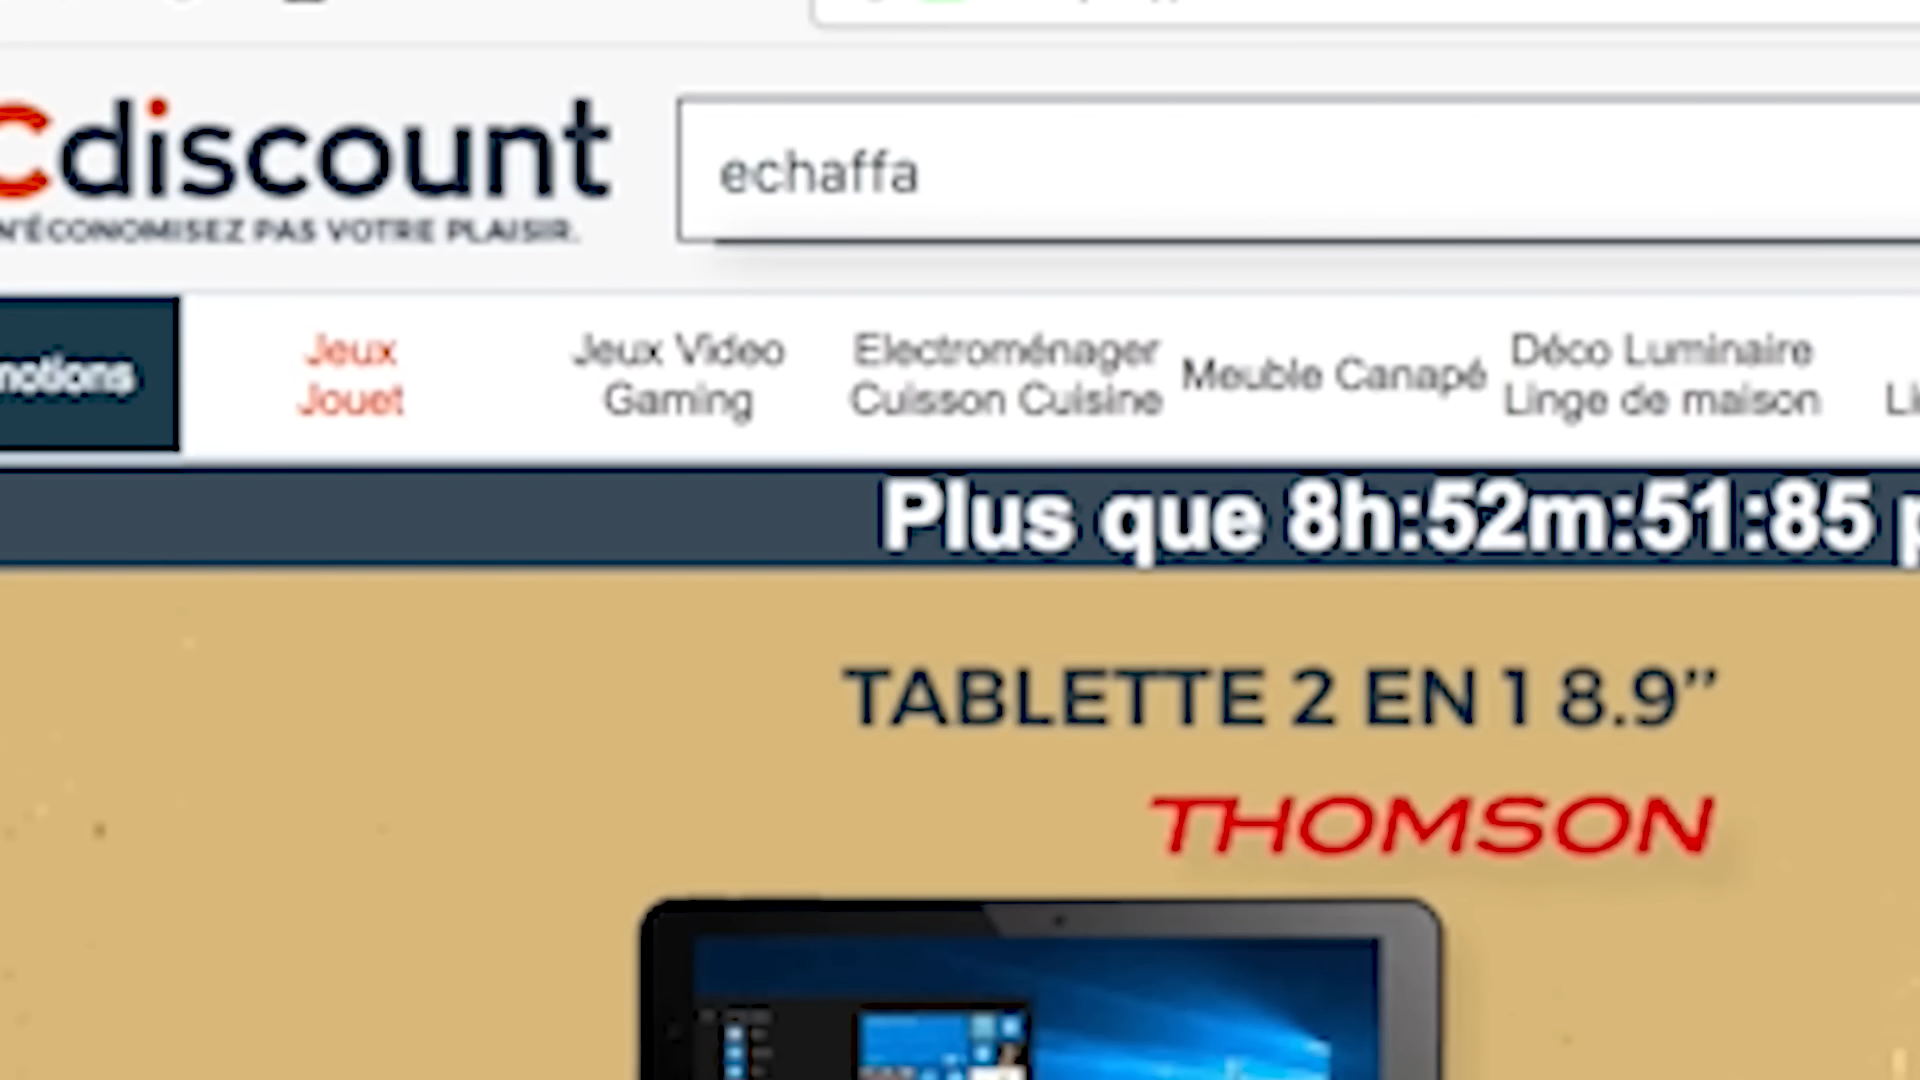 Cdiscount
N'ÉCONOMISEZ PAS VOTRE PLAISIR.
echaffa
Jeux
Jouet
Jeux Video
Gaming
Electroménager
Cuisson Cuisine
Meuble Canapé
Déco Luminaire
Linge de maison
Plus que 8h:52m:51:85
TABLETTE 2 EN 1 8.9”
THOMSON